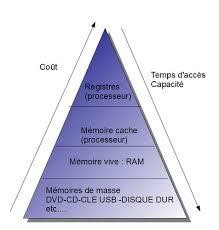 Coût
Temps d'accès
Capacité
Registres
(processeur)
Mémoire cache
(processeur)
Mémoire vive : RAM
Mémoires de masse
DVD-CD-CLE USB -DISQUE DUR
etc.....